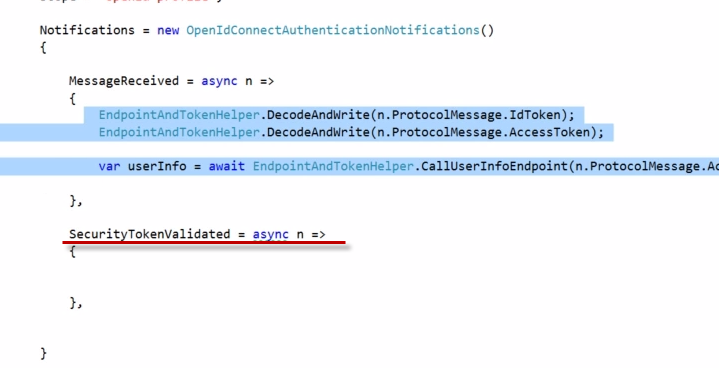 Notifications = new OpenIdConnectAuthenticationNotifications()
{
MessageReceived = async n =>
{
EndpointAndTokenHelper.DecodeAndWrite(n.ProtocolMessage.IdToken);
EndpointAndTokenHelper.DecodeAndWrite(n.ProtocolMessage.AccessToken);
var userInfo = await EndpointAndTokenHelper.CallUserInfoEndpoint(n.ProtocolMessage.Ac
},
SecurityTokenValidated = async n =>
{
},
}